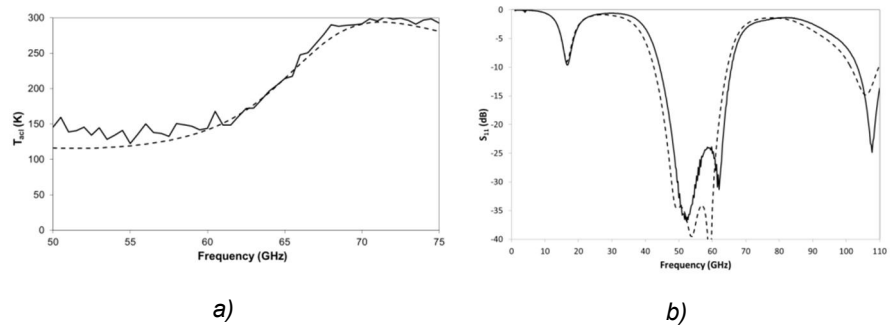 300
250
200
150
100
50
0
T_acl (K)
50 55 60 65 70 75
Frequency (GHz)
a)
0
-5
-10
-15
-20
-25
-30
-35
-40
S_11 (dB)
0 10 20 30 40 50 60 70 80 90 100 110
Frequency (GHz)
b)